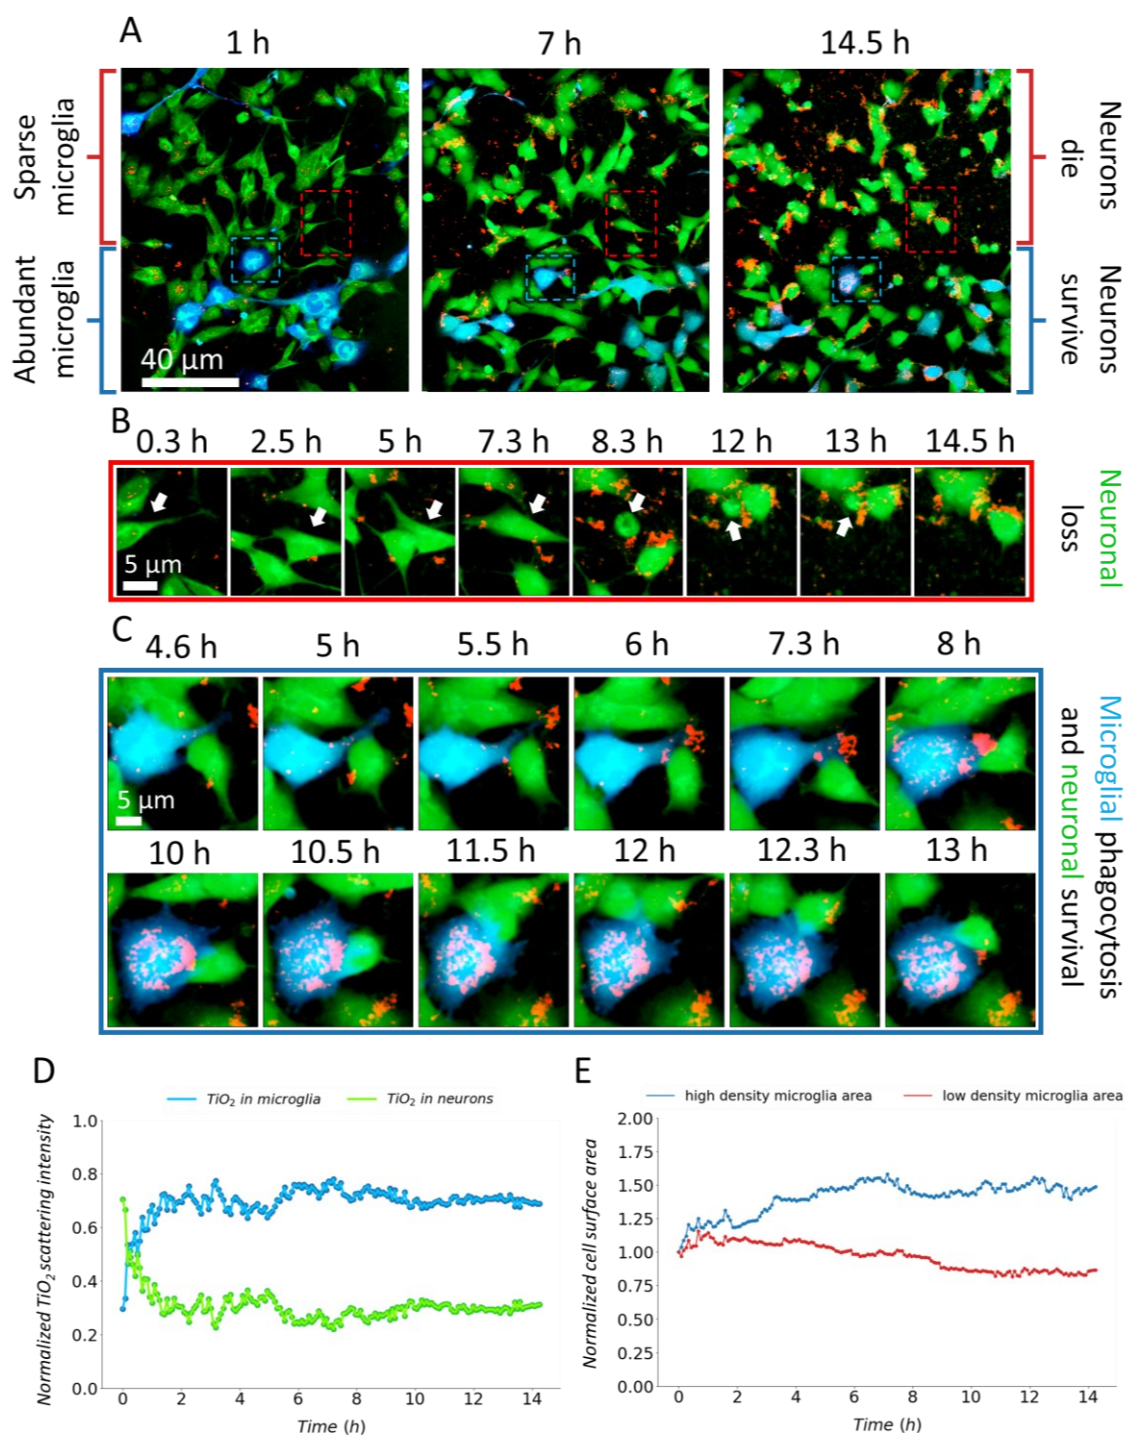 A
1 h
7 h
14.5 h
Sparse
microglia
Abundant
microglia
Neurons
die
Neurons
survive
40 µm
B
0.3 h
2.5 h
5 h
7.3 h
8.3 h
12 h
13 h
14.5 h
5 µm
Neuronal
loss
C
4.6 h
5 h
5.5 h
6 h
7.3 h
8 h
5 µm
10 h
10.5 h
11.5 h
12 h
12.3 h
13 h
Microglial phagocytosis
and neuronal survival
D
TiO₂ in microglia
TiO₂ in neurons
Normalized TiO₂ scattering intensity
1.0
0.8
0.6
0.4
0.2
0.0
0 2 4 6 8 10 12 14
Time (h)
E
high density microglia area
low density microglia area
Normalized cell surface area
2.00
1.75
1.50
1.25
1.00
0.75
0.50
0.25
0.00
0 2 4 6 8 10 12 14
Time (h)